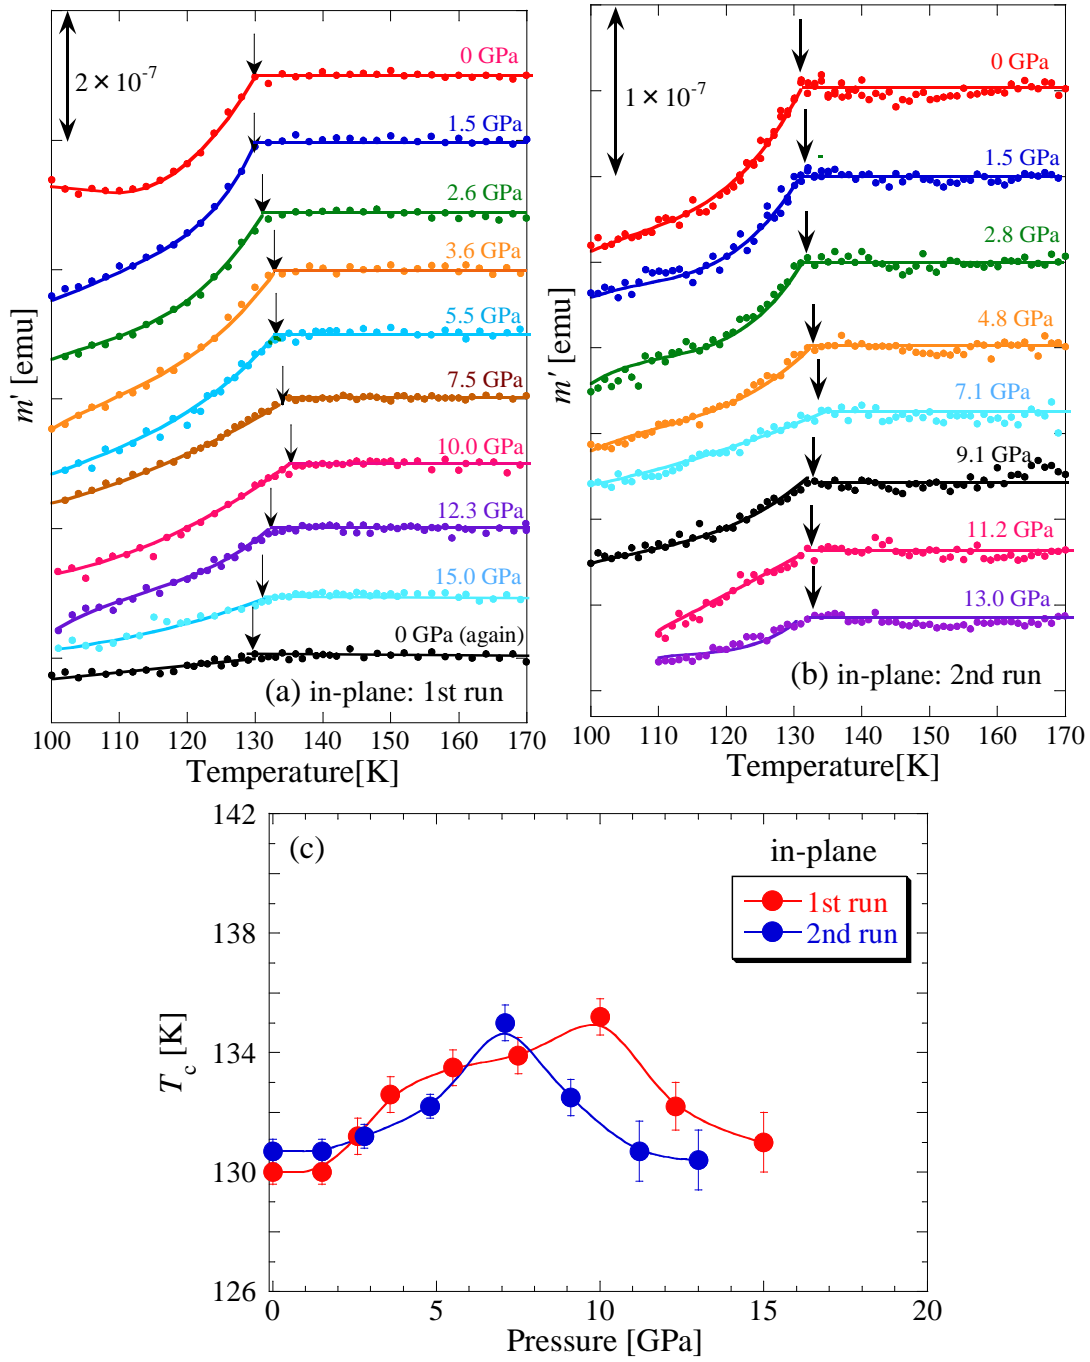 2 × 10-7
0 GPa
1.5 GPa
2.6 GPa
3.6 GPa
5.5 GPa
7.5 GPa
10.0 GPa
12.3 GPa
15.0 GPa
0 GPa (again)
(a) in-plane: 1st run
m' [emu]
100 110 120 130 140 150 160 170
Temperature[K]
1 × 10-7
0 GPa
1.5 GPa
2.8 GPa
4.8 GPa
7.1 GPa
9.1 GPa
11.2 GPa
13.0 GPa
(b) in-plane: 2nd run
m' [emu]
100 110 120 130 140 150 160 170
Temperature[K]
(c)
in-plane
1st run
2nd run
142
138
134
130
126
Tc [K]
0 5 10 15 20
Pressure [GPa]